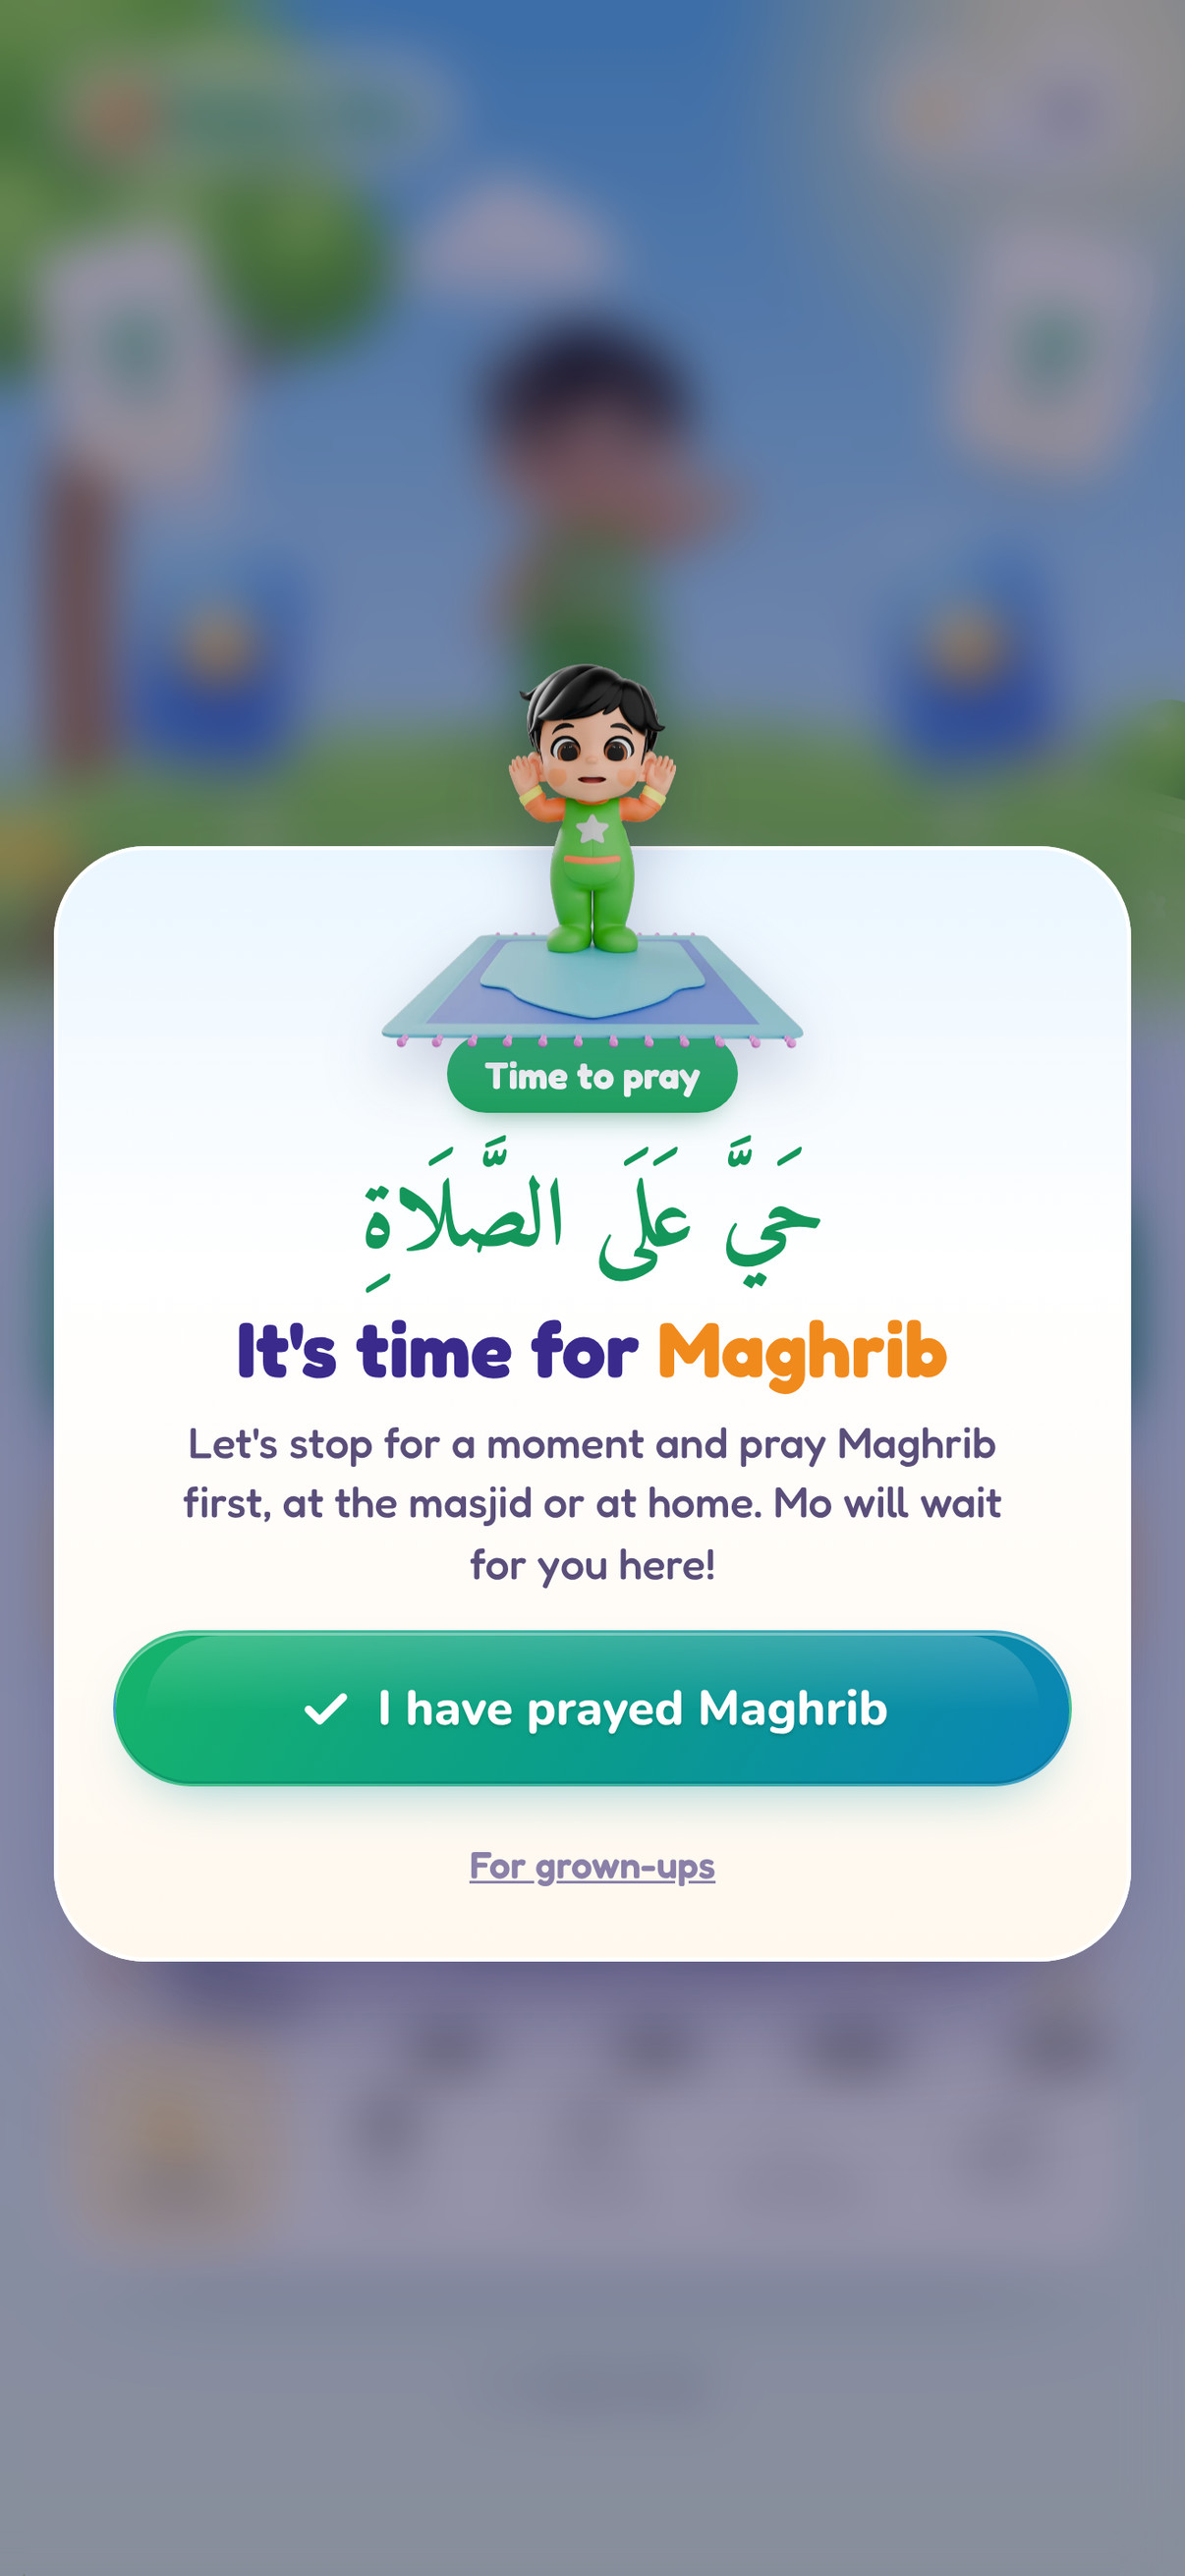 Time to pray
حَيَّ عَلَى الصَّلَاةِ
It's time for Maghrib
Let's stop for a moment and pray Maghrib
first, at the masjid or at home. Mo will wait
for you here!
I have prayed Maghrib
For grown-ups